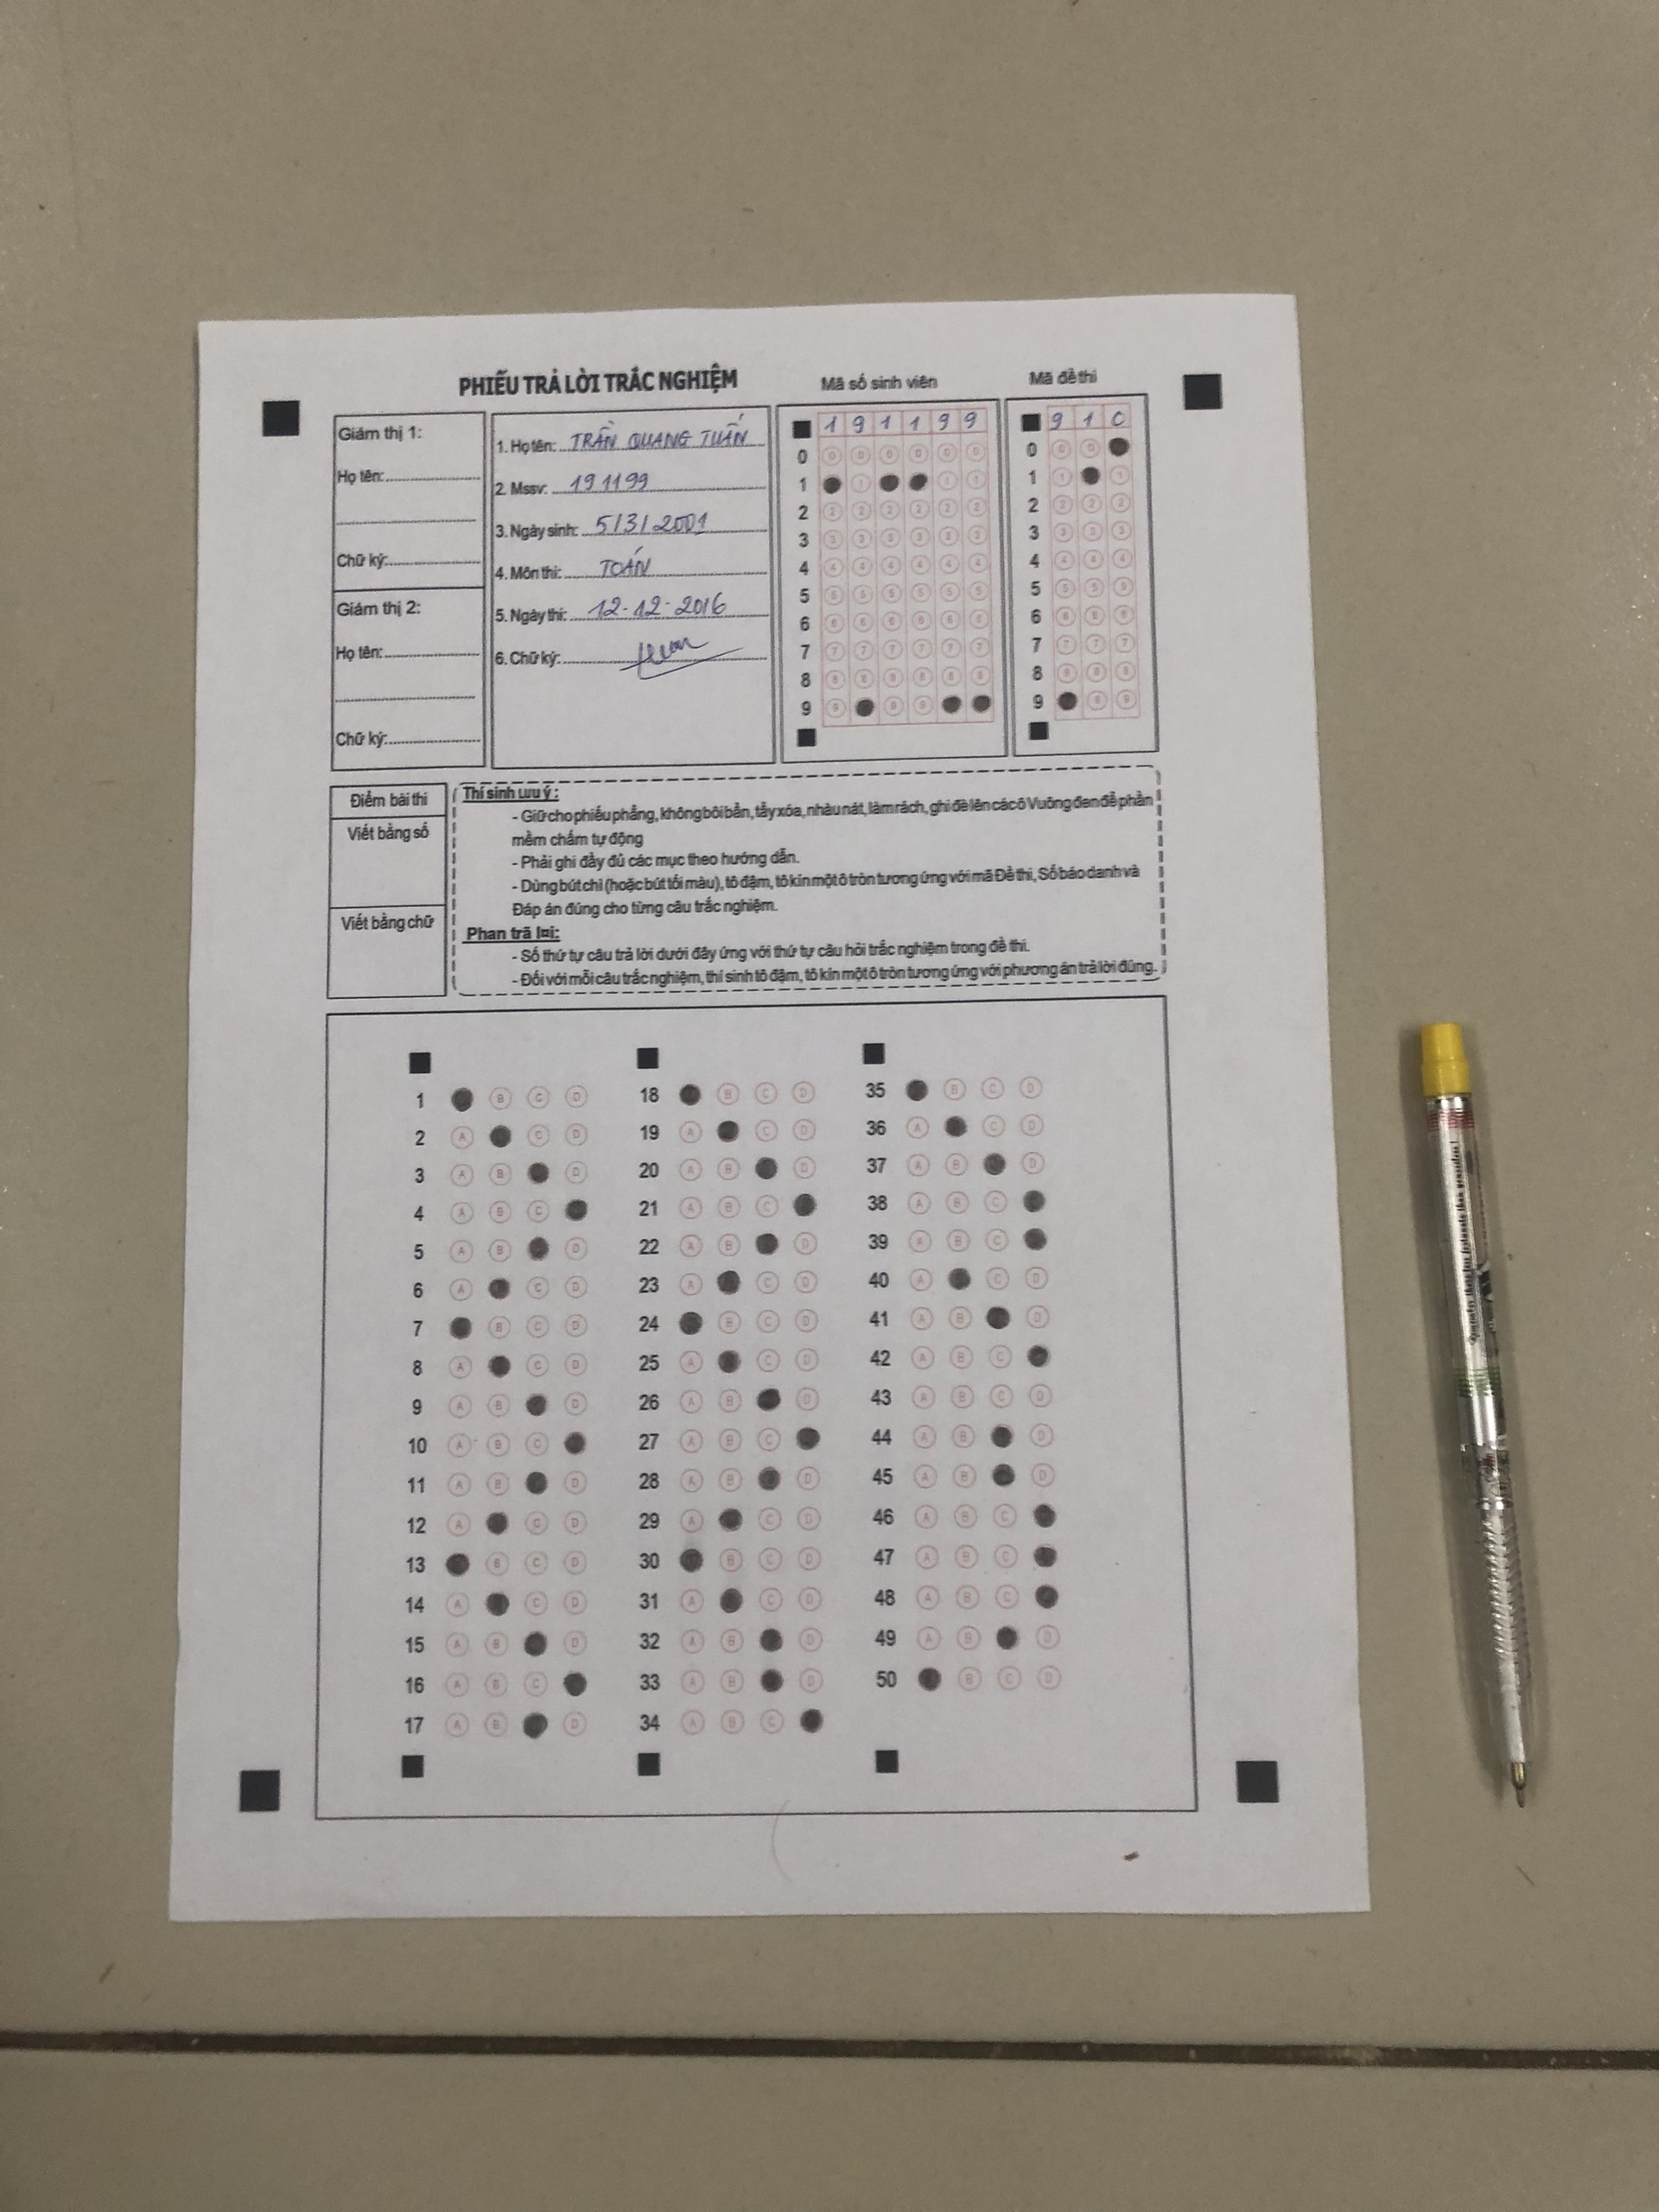 PHIẾU TRẢ LỜI TRẮC NGHIỆM
Mã số sinh viên
Mã đề thi
Giám thị 1:
Họ tên:
Chữ ký:
Giám thị 2:
Họ tên:
Chữ ký:
1. Họ tên: TRẦN QUANG TUẤN
2. Mssv: 191199
3. Ngày sinh: 5/3/2001
4. Môn thi: TOÁN
5. Ngày thi: 12-12-2016
6. Chữ ký:
1 9 1 1 9 9
9 1 0
0
1
2
3
4
5
6
7
8
9
0
1
2
3
4
5
6
7
8
9
Điểm bài thi
Viết bằng số
Viết bằng chữ
Thí sinh lưu ý:
- Giữ cho phiếu phẳng, không bôi bẩn, tẩy xóa, nhàu nát, làm rách, ghi đè lên các ô Vuông đen để phần
mềm chấm tự động
- Phải ghi đầy đủ các mục theo hướng dẫn.
- Dùng bút chì (hoặc bút tối màu), tô đậm, tô kín một ô tròn tương ứng với mã Đề thi, Số báo danh và
Đáp án đúng cho từng câu trắc nghiệm.
Phan trã lại:
- Số thứ tự câu trả lời dưới đây ứng với thứ tự câu hỏi trắc nghiệm trong đề thi.
- Đối với mỗi câu trắc nghiệm, thí sinh tô đậm, tô kín một ô tròn tương ứng với phương án trả lời đúng.
1 B C D
2 A C D
3 A B D
4 A B C
5 A B D
6 A C D
7 B C D
8 A C D
9 A B D
10 A B C
11 A B D
12 A C D
13 B C D
14 A C D
15 A B D
16 A B C
17 A B D
18 B C D
19 A C D
20 A B D
21 A B C
22 A B D
23 A C D
24 B C D
25 A C D
26 A B D
27 A B C
28 A B D
29 A C D
30 B C D
31 A C D
32 A B D
33 A B D
34 A B C
35 B C D
36 A C D
37 A B D
38 A B C
39 A B C
40 A C D
41 A B D
42 A B C
43 A B C D
44 A B D
45 A B D
46 A B C
47 A B C
48 A B C
49 A B D
50 B C D